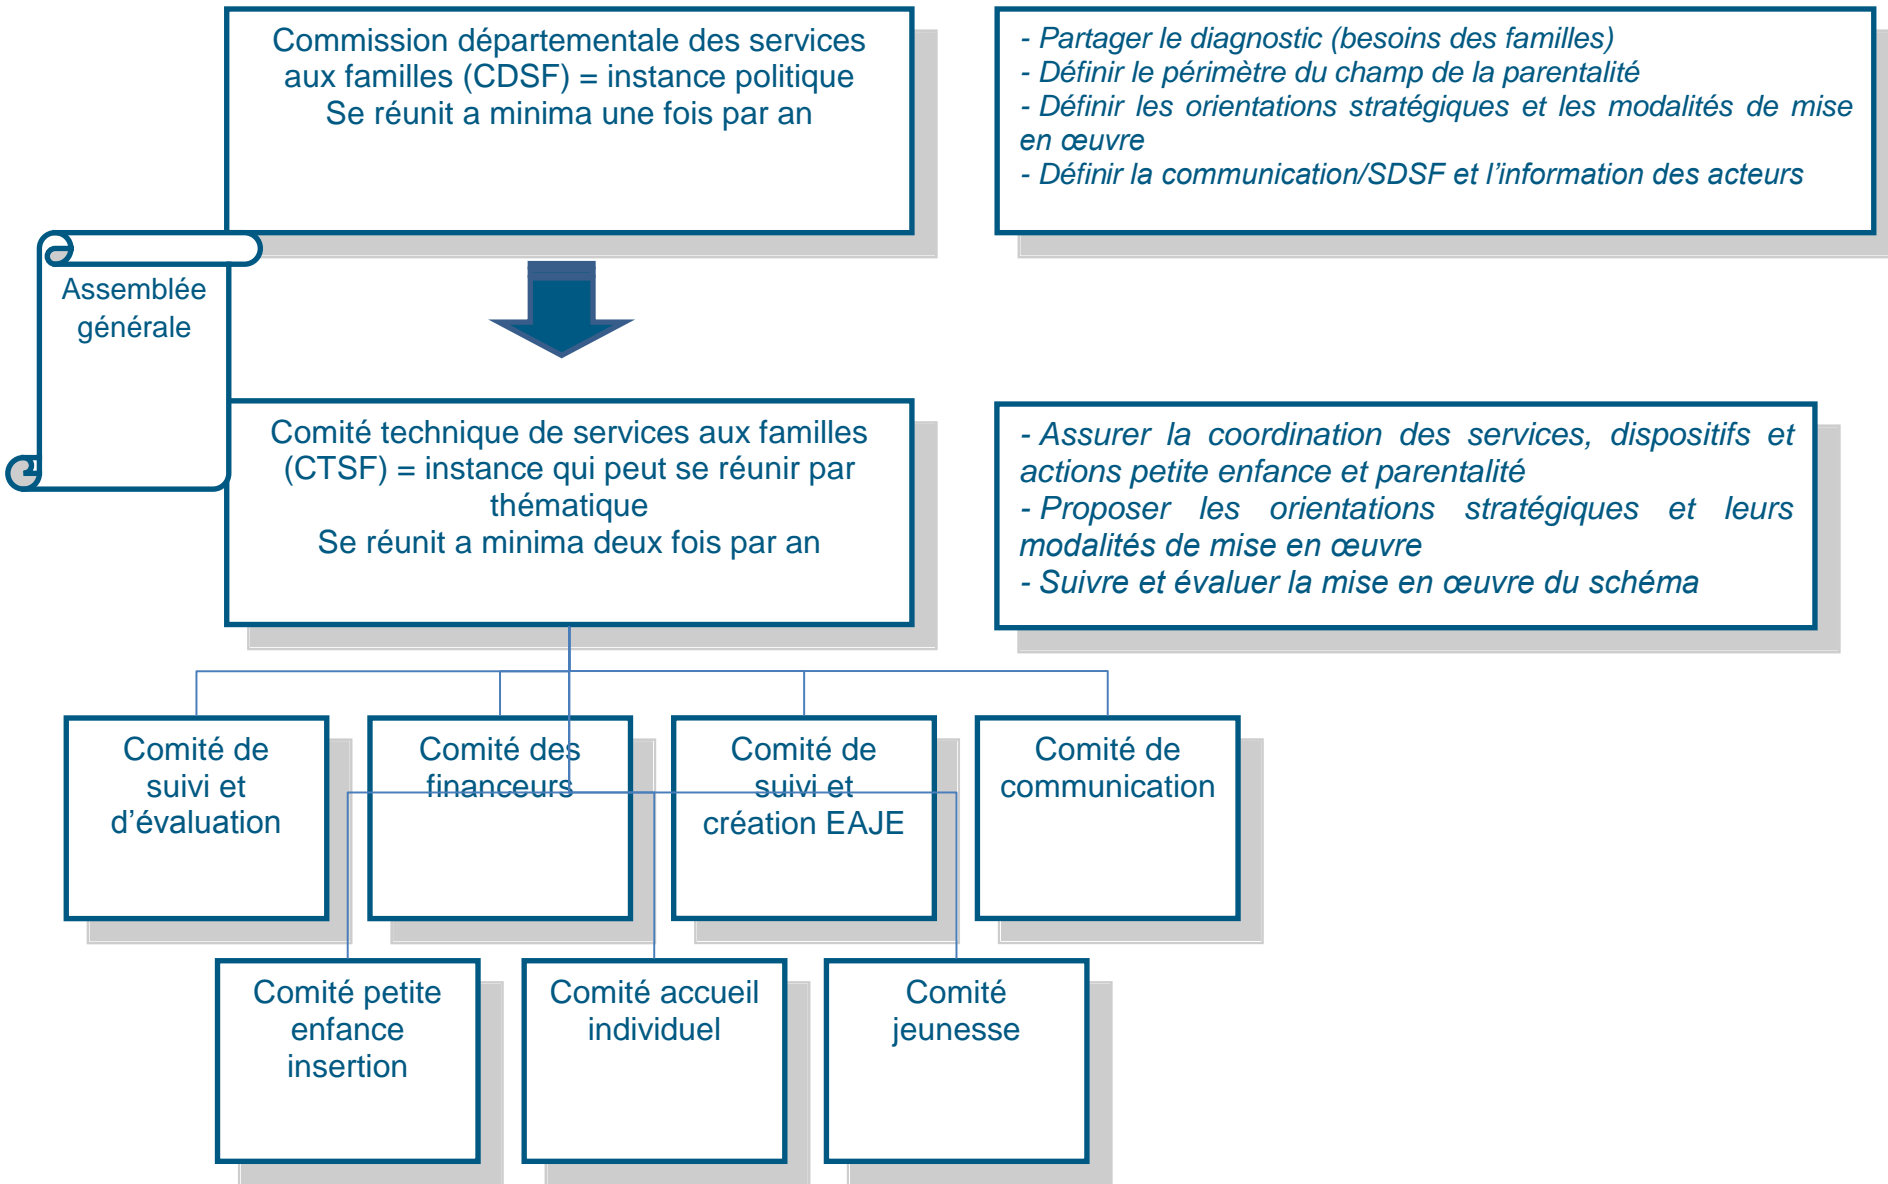 Commission départementale des services
aux familles (CDSF) = instance politique
Se réunit a minima une fois par an
- Partager le diagnostic (besoins des familles)
- Définir le périmètre du champ de la parentalité
- Définir les orientations stratégiques et les modalités de mise
en œuvre
- Définir la communication/SDSF et l’information des acteurs
Assemblée
générale
Comité technique de services aux familles
(CTSF) = instance qui peut se réunir par
thématique
Se réunit a minima deux fois par an
- Assurer la coordination des services, dispositifs et
actions petite enfance et parentalité
- Proposer les orientations stratégiques et leurs
modalités de mise en œuvre
- Suivre et évaluer la mise en œuvre du schéma
Comité de
suivi et
d’évaluation
Comité des
financeurs
Comité de
suivi et
création EAJE
Comité de
communication
Comité petite
enfance
insertion
Comité accueil
individuel
Comité
jeunesse